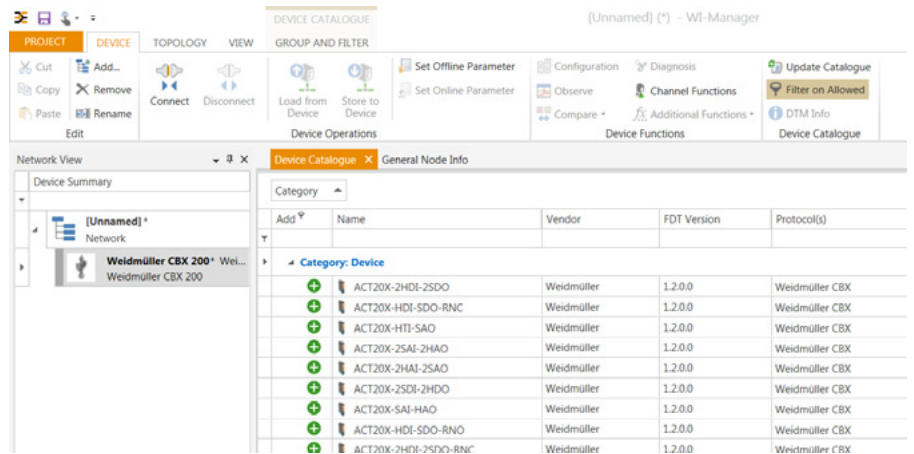 DEVICE CATALOGUE
[Unnamed] (*) - WI-Manager
PROJECT DEVICE TOPOLOGY VIEW GROUP AND FILTER
Cut Add... Set Offline Parameter Configuration Diagnosis Update Catalogue
Copy Remove Connect Disconnect Load from Device Store to Device Set Online Parameter Observe Channel Functions Filter on Allowed
Paste Rename Compare Additional Functions DTM Info
Edit Device Operations Device Functions Device Catalogue
Network View Device Catalogue X General Node Info
Device Summary Category
[Unnamed]*
Network
Add Name Vendor FDT Version Protocol(s)
Weidmüller CBX 200* Wei...
Weidmüller CBX 200
Category: Device
ACT20X-2HDI-2SDO Weidmüller 1.2.0.0 Weidmüller CBX
ACT20X-HDI-SDO-RNC Weidmüller 1.2.0.0 Weidmüller CBX
ACT20X-HTI-SAO Weidmüller 1.2.0.0 Weidmüller CBX
ACT20X-2SAI-2HAO Weidmüller 1.2.0.0 Weidmüller CBX
ACT20X-2HAI-2SAO Weidmüller 1.2.0.0 Weidmüller CBX
ACT20X-2SDI-2HDO Weidmüller 1.2.0.0 Weidmüller CBX
ACT20X-SAI-HAO Weidmüller 1.2.0.0 Weidmüller CBX
ACT20X-HDI-SDO-RNO Weidmüller 1.2.0.0 Weidmüller CBX
ACT20X-2HDI-2SDO-RNC Weidmüller 1.2.0.0 Weidmüller CBX